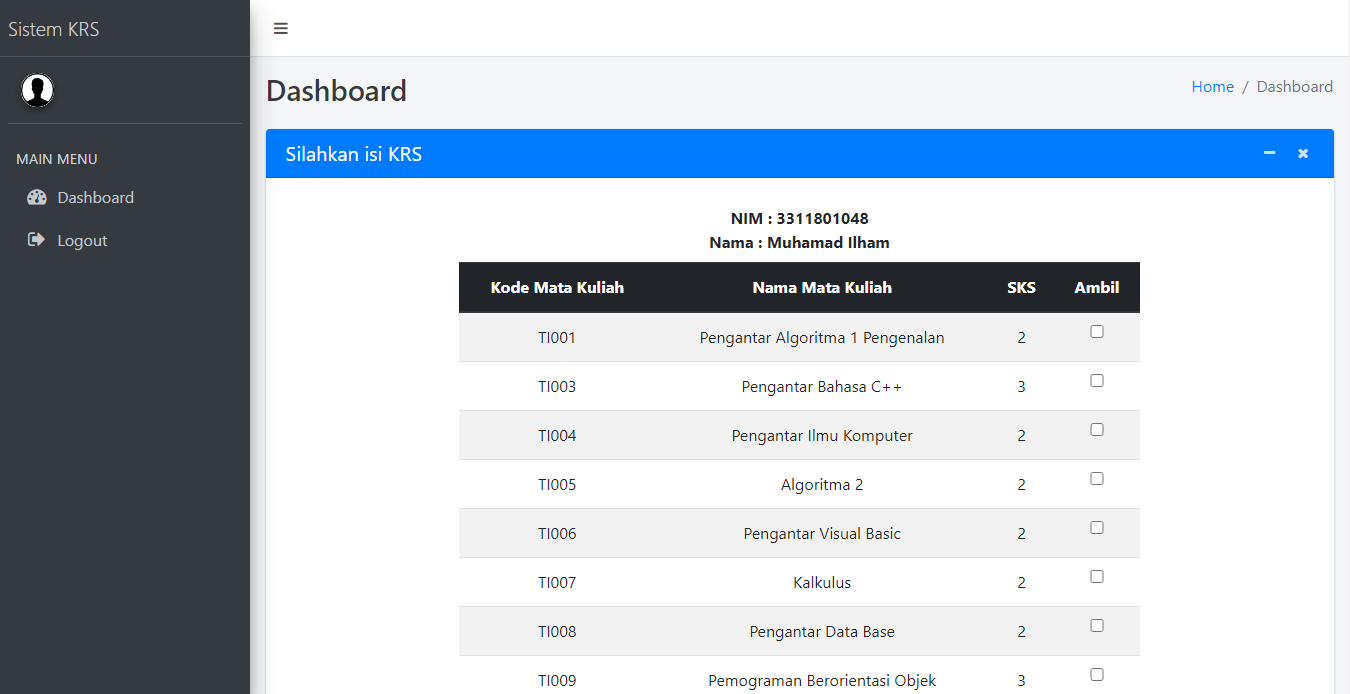 Sistem KRS
MAIN MENU
Dashboard
Logout
Dashboard
Home / Dashboard
Silahkan isi KRS
NIM : 3311801048
Nama : Muhamad Ilham
Kode Mata Kuliah Nama Mata Kuliah SKS Ambil
TI001 Pengantar Algoritma 1 Pengenalan 2
TI003 Pengantar Bahasa C++ 3
TI004 Pengantar Ilmu Komputer 2
TI005 Algoritma 2 2
TI006 Pengantar Visual Basic 2
TI007 Kalkulus 2
TI008 Pengantar Data Base 2
TI009 Pemograman Berorientasi Objek 3